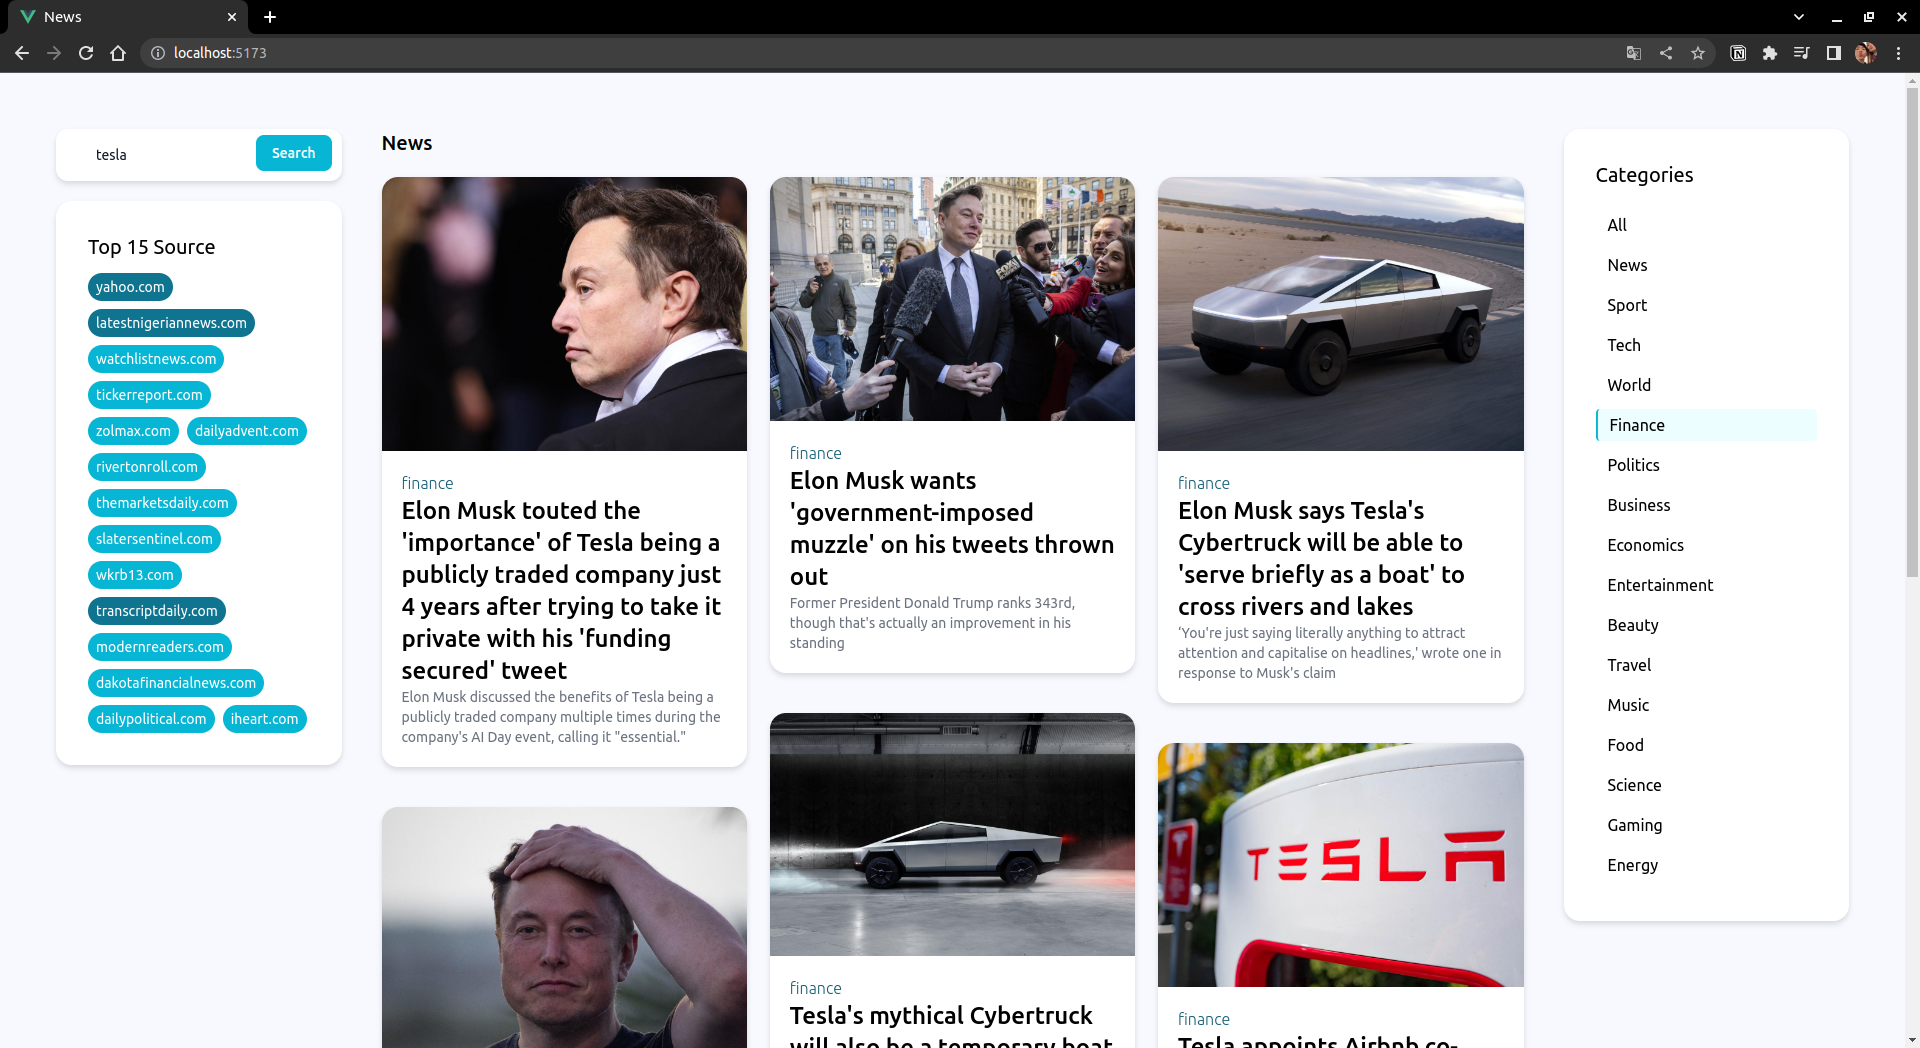 News
localhost:5173
tesla
Search
Top 15 Source
yahoo.com
latestnigeriannews.com
watchlistnews.com
tickerreport.com
zolmax.com dailyadvent.com
rivertonroll.com
themarketsdaily.com
slatersentinel.com
wkrb13.com
transcriptdaily.com
modernreaders.com
dakotafinancialnews.com
dailypolitical.com iheart.com
News
finance
Elon Musk touted the
'importance' of Tesla being a
publicly traded company just
4 years after trying to take it
private with his 'funding
secured' tweet
Elon Musk discussed the benefits of Tesla being a
publicly traded company multiple times during the
company's AI Day event, calling it "essential."
FOX
finance
Elon Musk wants
'government-imposed
muzzle' on his tweets thrown
out
Former President Donald Trump ranks 343rd,
though that's actually an improvement in his
standing
finance
Tesla's mythical Cybertruck
will also be a temporary boat
finance
Elon Musk says Tesla's
Cybertruck will be able to
'serve briefly as a boat' to
cross rivers and lakes
‘You're just saying literally anything to attract
attention and capitalise on headlines,' wrote one in
response to Musk's claim
TESLA
finance
Tesla appoints Airbnb co-
Categories
All
News
Sport
Tech
World
Finance
Politics
Business
Economics
Entertainment
Beauty
Travel
Music
Food
Science
Gaming
Energy